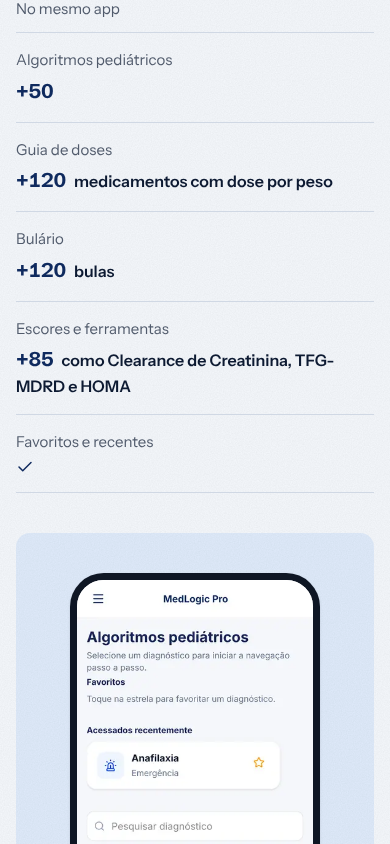 No mesmo app
Algoritmos pediátricos
+50
Guia de doses
+120 medicamentos com dose por peso
Bulário
+120 bulas
Escores e ferramentas
+85 como Clearance de Creatinina, TFG-
MDRD e HOMA
Favoritos e recentes
MedLogic Pro
Algoritmos pediátricos
Selecione um diagnóstico para iniciar a navegação
passo a passo.
Favoritos
Toque na estrela para favoritar um diagnóstico.
Acessados recentemente
Anafilaxia
Emergência
Pesquisar diagnóstico